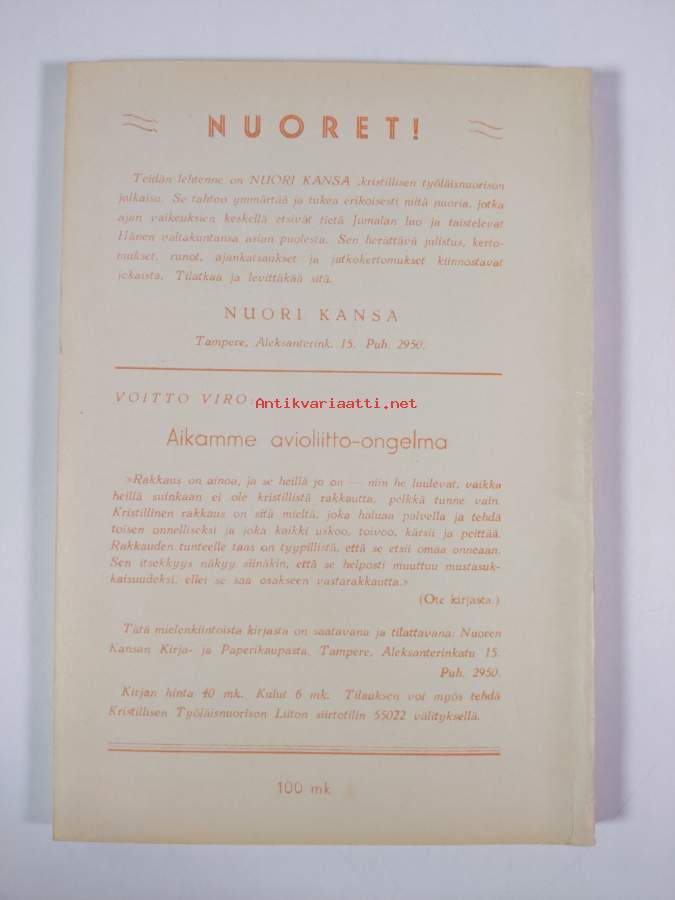 NUORET!
Teidän lehtenne on NUORI KANSA, kristillisen työläisnuorison
julkaisu. Se tahtoo ymmärtää ja tukea erikoisesti niitä nuoria, jotka
ajan vaikeuksien keskellä etsivät tietä Jumalan luo ja taistelevat
Hänen valtakuntansa asian puolesta. Sen herättävä julistus, kerto-
mukset, runot, ajankatsaukset ja jatkokertomukset kiinnostavat
jokaista. Tilatkaa ja levittäkää sitä.
NUORI KANSA
Tampere, Aleksanterink. 15. Puh. 2950.
VOITTO VIRO:
Antikvariaatti.net
Aikamme avioliitto-ongelma
»Rakkaus on ainoa, ja se heillä jo on — niin he luulevat, vaikka
heillä suinkaan ei ole kristillistä rakkautta, pelkkä tunne vain.
Kristillinen rakkaus on sitä mieltä, joka haluaa palvella ja tehdä
toisen onnelliseksi ja joka kaikki uskoo, toivoo, kärsii ja peittää.
Rakkauden tunteelle taas on tyypillistä, että se etsii omaa onneaan.
Sen itsekkyys näkyy siinäkin, että se helposti muuttuu mustasuk-
kaisuudeksi, ellei se saa osakseen vastarakkautta.»
(Ote kirjasta.)
Tätä mielenkiintoista kirjasta on saatavana ja tilattavana: Nuoren
Kansan Kirja- ja Paperikaupasta, Tampere, Aleksanterinkatu 15.
Puh. 2950.
Kirjan hinta 40 mk. Kulut 6 mk. Tilauksen voi myös tehdä
Kristillisen Työläisnuorison Liiton siirtotilin 55022 välityksellä.
100 mk